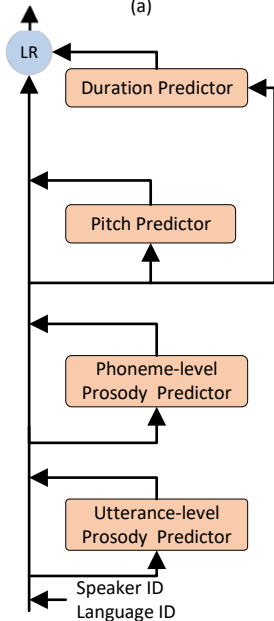 (a)
LR
Duration Predictor
Pitch Predictor
Phoneme-level
Prosody Predictor
Utterance-level
Prosody Predictor
Speaker ID
Language ID